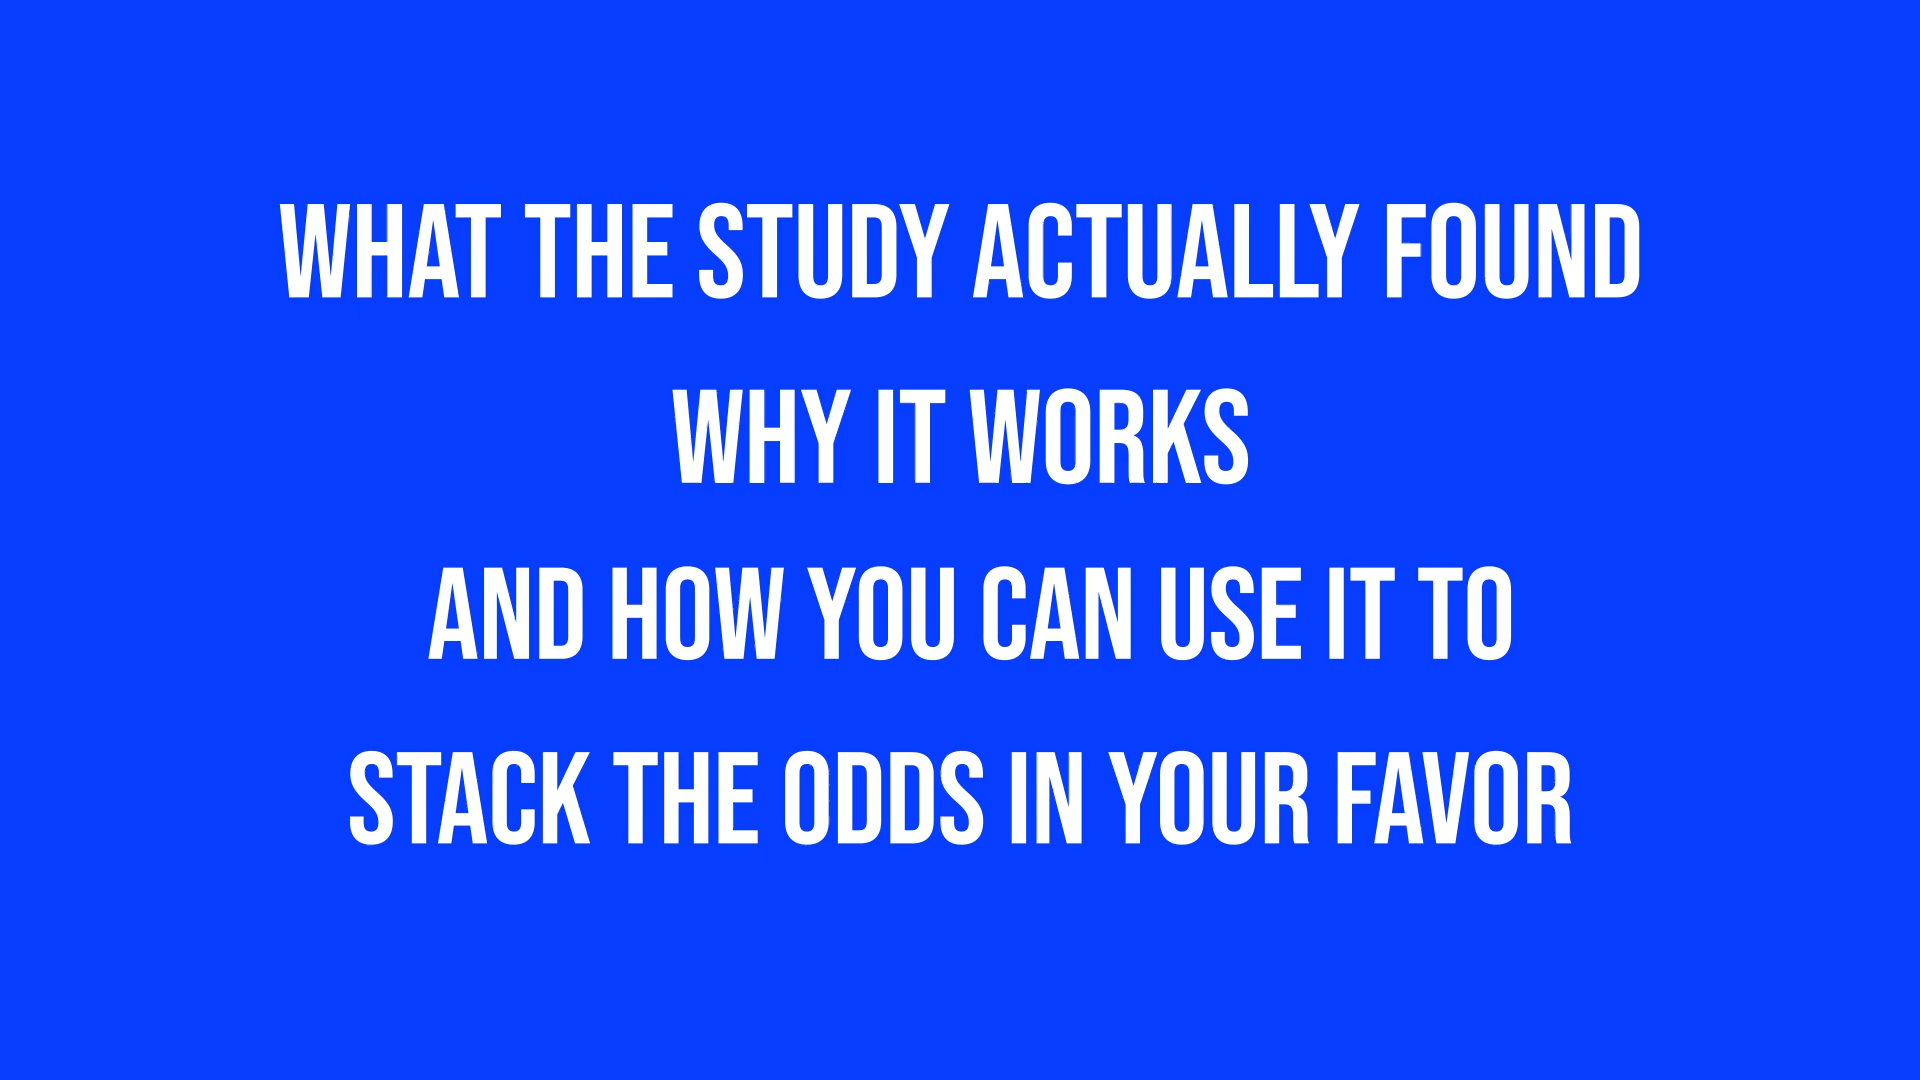 WHAT THE STUDY ACTUALLY FOUND
WHY IT WORKS
AND HOW YOU CAN USE IT TO
STACK THE ODDS IN YOUR FAVOR